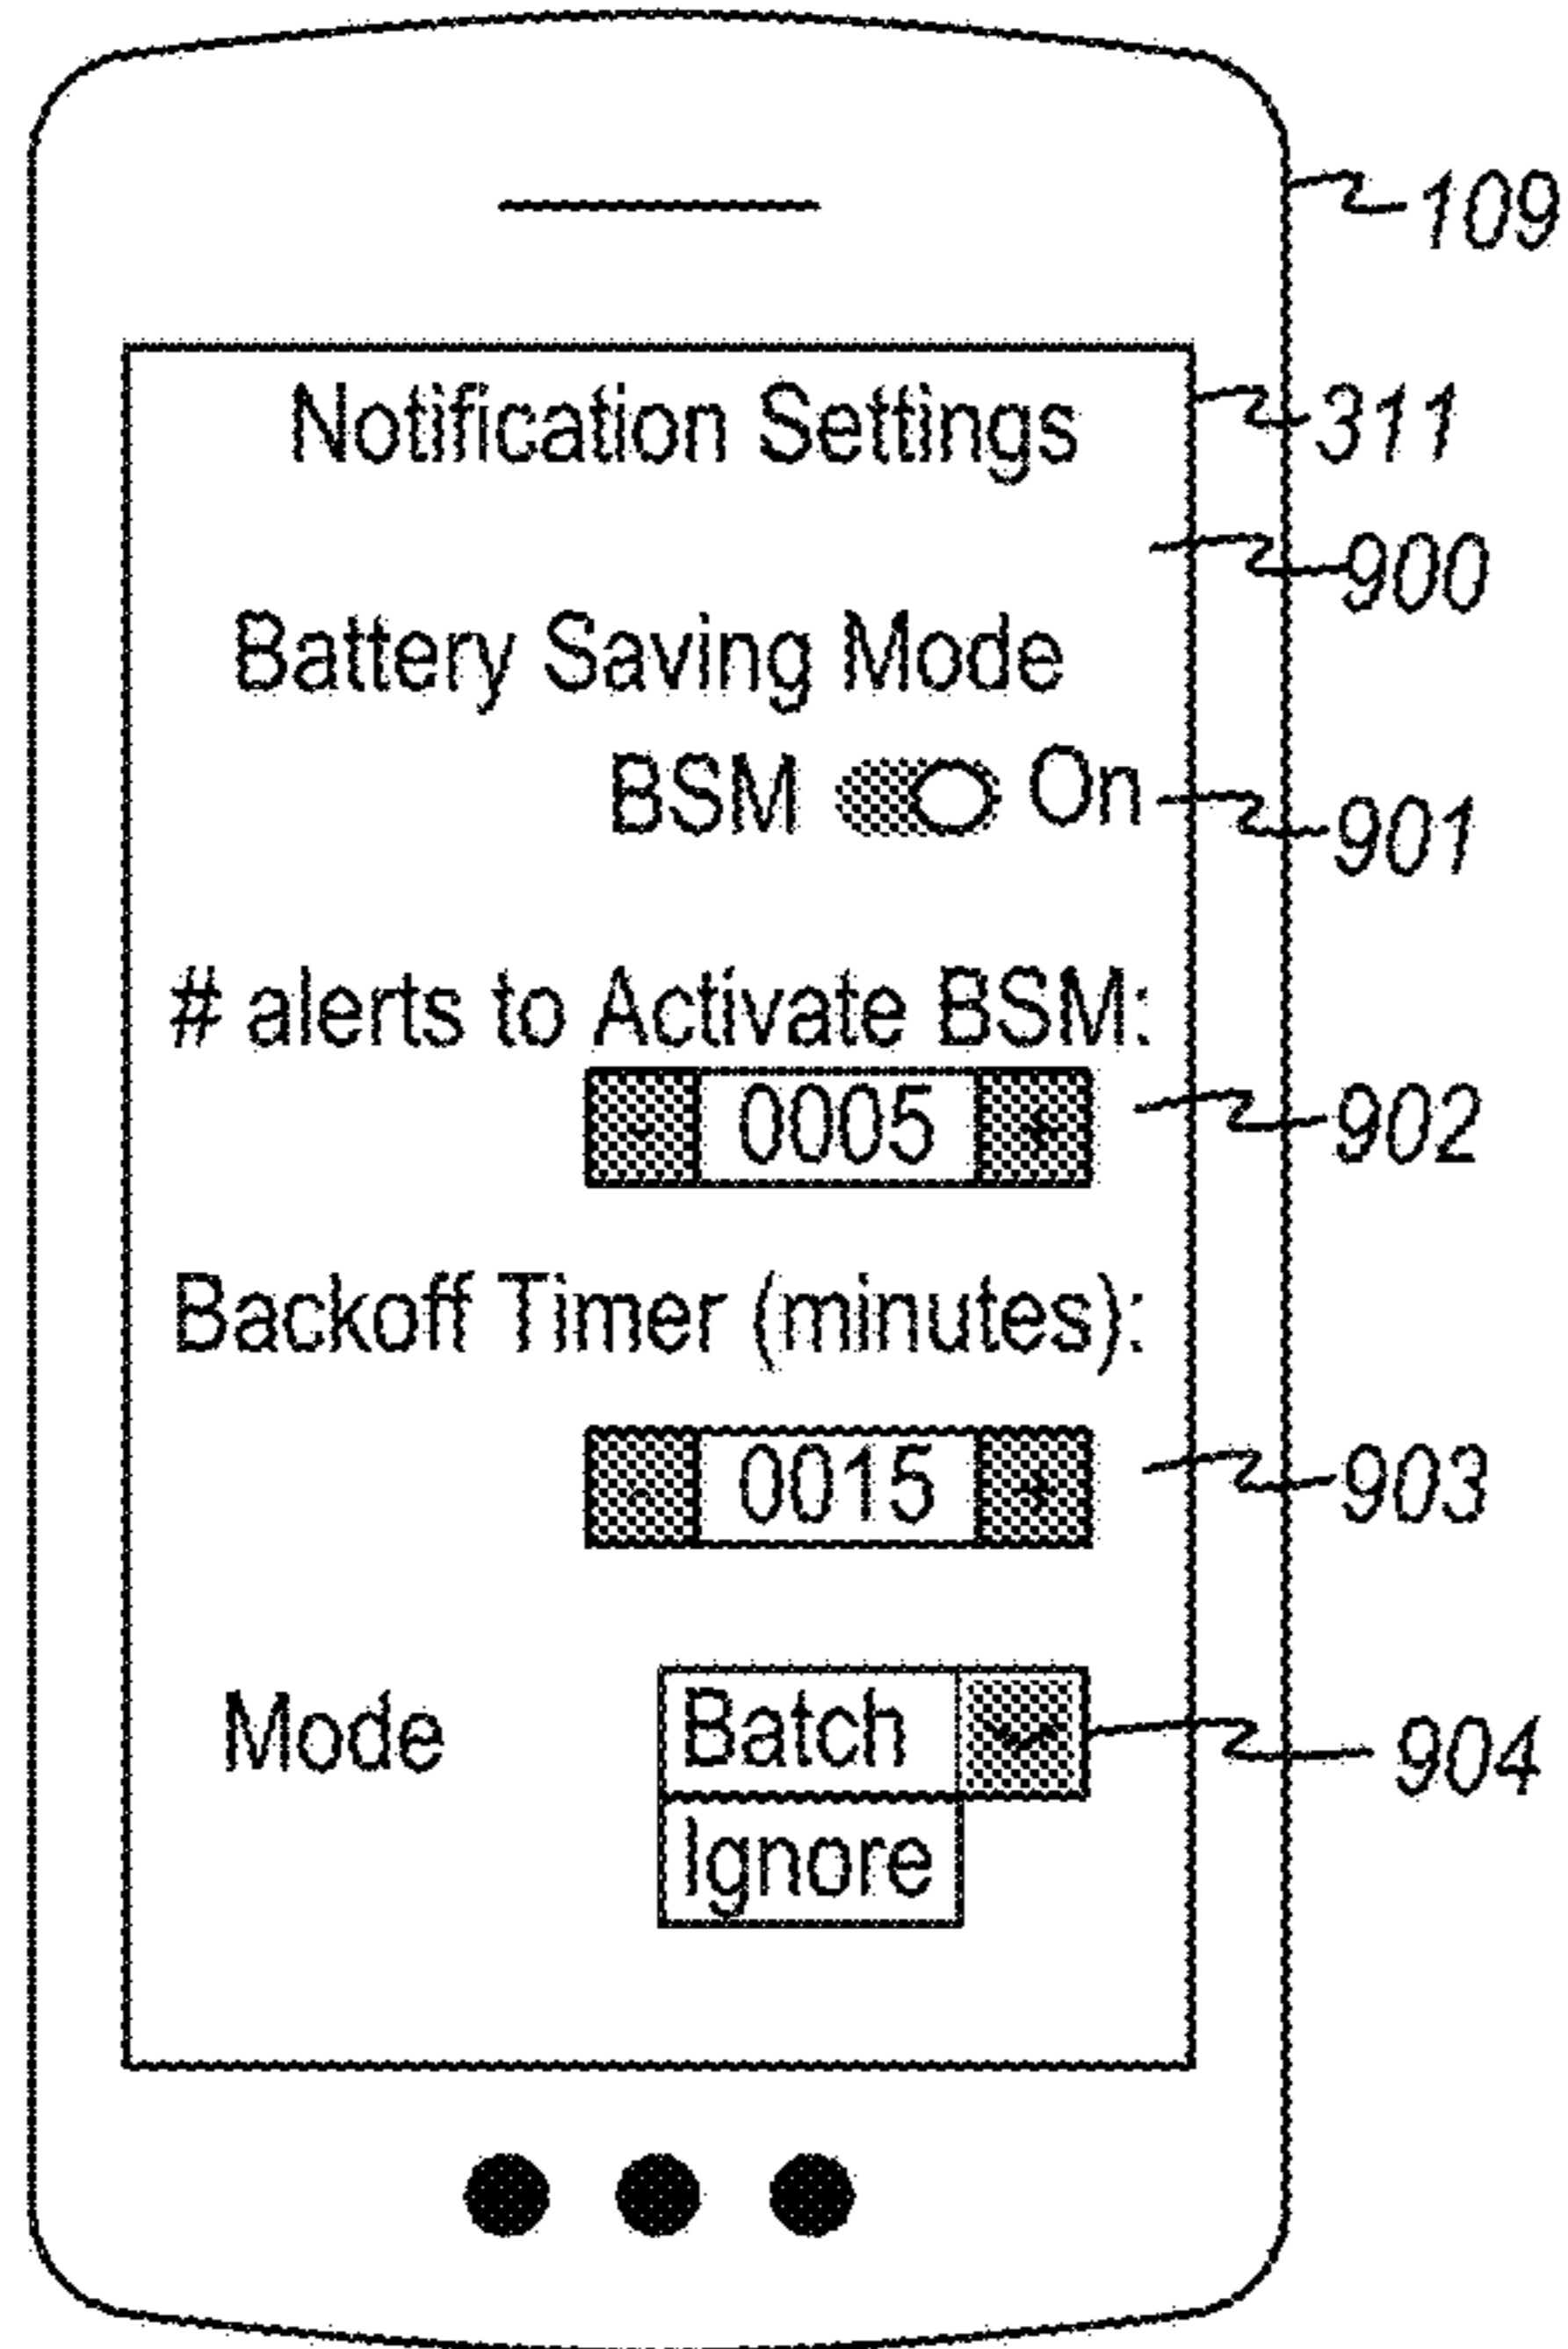 109
Notification Settings 311
900
Battery Saving Mode
BSM On 901
# alerts to Activate BSM:
- 0005 + 902
Backoff Timer (minutes):
- 0015 + 903
Mode Batch 904
Ignore